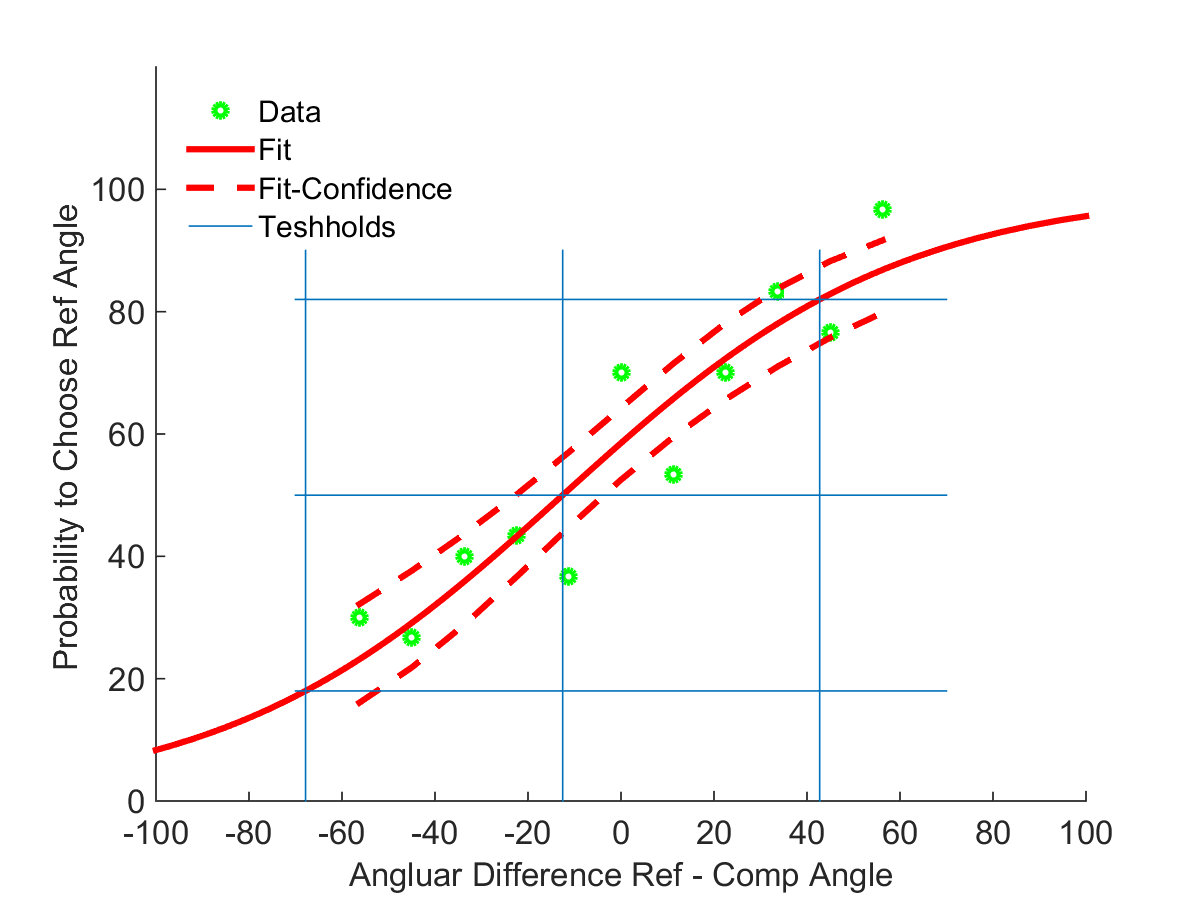 Data
Fit
Fit-Confidence
Teshholds
100
80
60
40
20
0
Probability to Choose Ref Angle
-100 -80 -60 -40 -20 0 20 40 60 80 100
Angluar Difference Ref - Comp Angle